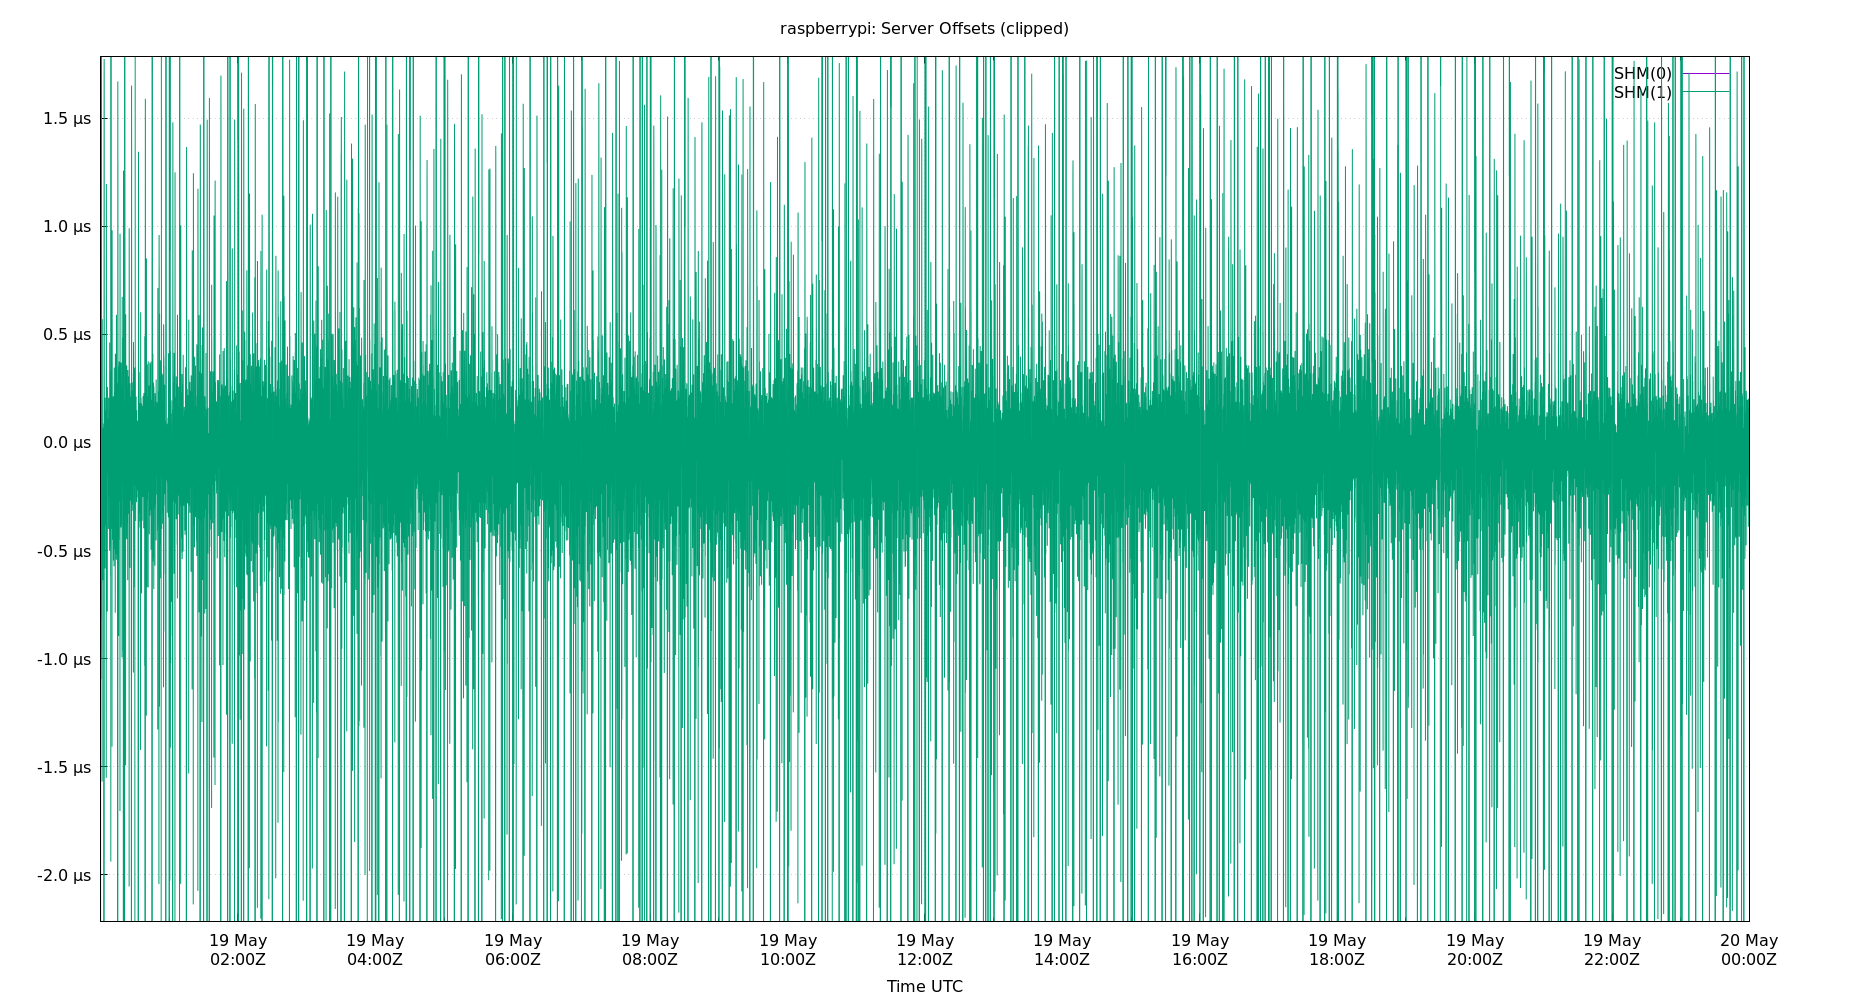 raspberrypi: Server Offsets (clipped)
SHM(0)
SHM(1)
1.5 µs
1.0 µs
0.5 µs
0.0 µs
-0.5 µs
-1.0 µs
-1.5 µs
-2.0 µs
19 May 19 May 19 May 19 May 19 May 19 May 19 May 19 May 19 May 19 May 19 May 20 May
02:00Z 04:00Z 06:00Z 08:00Z 10:00Z 12:00Z 14:00Z 16:00Z 18:00Z 20:00Z 22:00Z 00:00Z
Time UTC